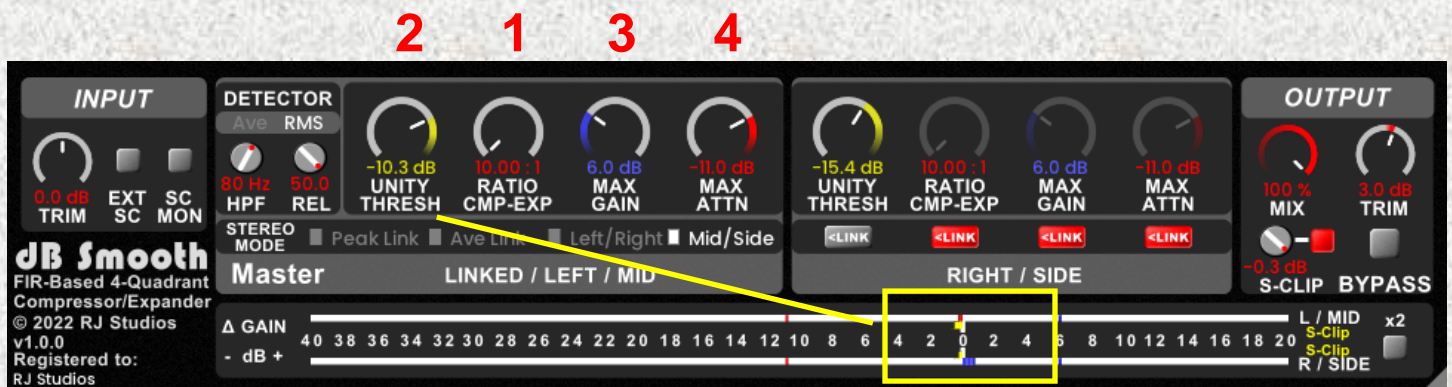 2 1 3 4
INPUT
0.0 dB
TRIM
EXT
SC
SC
MON
DETECTOR
Ave RMS
80 Hz 50.0
HPF REL
-10.3 dB 10.00 : 1 6.0 dB -11.0 dB
UNITY RATIO MAX MAX
THRESH CMP-EXP GAIN ATTN
STEREO
MODE
Peak Link Ave Link Left/Right Mid/Side
Master LINKED / LEFT / MID
-15.4 dB 10.00 : 1 6.0 dB -11.0 dB
UNITY RATIO MAX MAX
THRESH CMP-EXP GAIN ATTN
<LINK <LINK <LINK <LINK
RIGHT / SIDE
OUTPUT
100 % 3.0 dB
MIX TRIM
-0.3 dB
S-CLIP BYPASS
dB Smooth
FIR-Based 4-Quadrant
Compressor/Expander
© 2022 RJ Studios
v1.0.0
Registered to:
RJ Studios
Δ GAIN
- dB +
40 38 36 34 32 30 28 26 24 22 20 18 16 14 12 10 8 6 4 2 0 2 4 6 8 10 12 14 16 18 20
L / MID
S-Clip
S-Clip
R / SIDE
x2